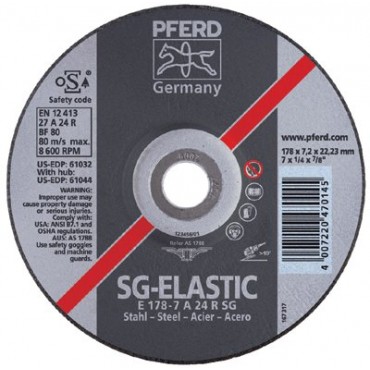 PFERD
Germany
oS
Safety code
EN 12 413
27 A 24 R
BF 80
80 m/s max.
8 600 RPM
US-EDP: 61032
With hub:
US-EDP: 61044
WARNING:
Improper use may
cause property damage
or serious injuries.
Comply with:
USA: ANSI B7.1 and
OSHA regulations.
AUS: AS 1788
Use safety goggles
and machine
guards.
www.pferd.com
178 x 7,2 x 22,23 mm
7 x 1/4 x 7/8"
4 007220 470145
167317
SG-ELASTIC
E 178-7 A 24 R SG
Stahl – Steel – Acier – Acero